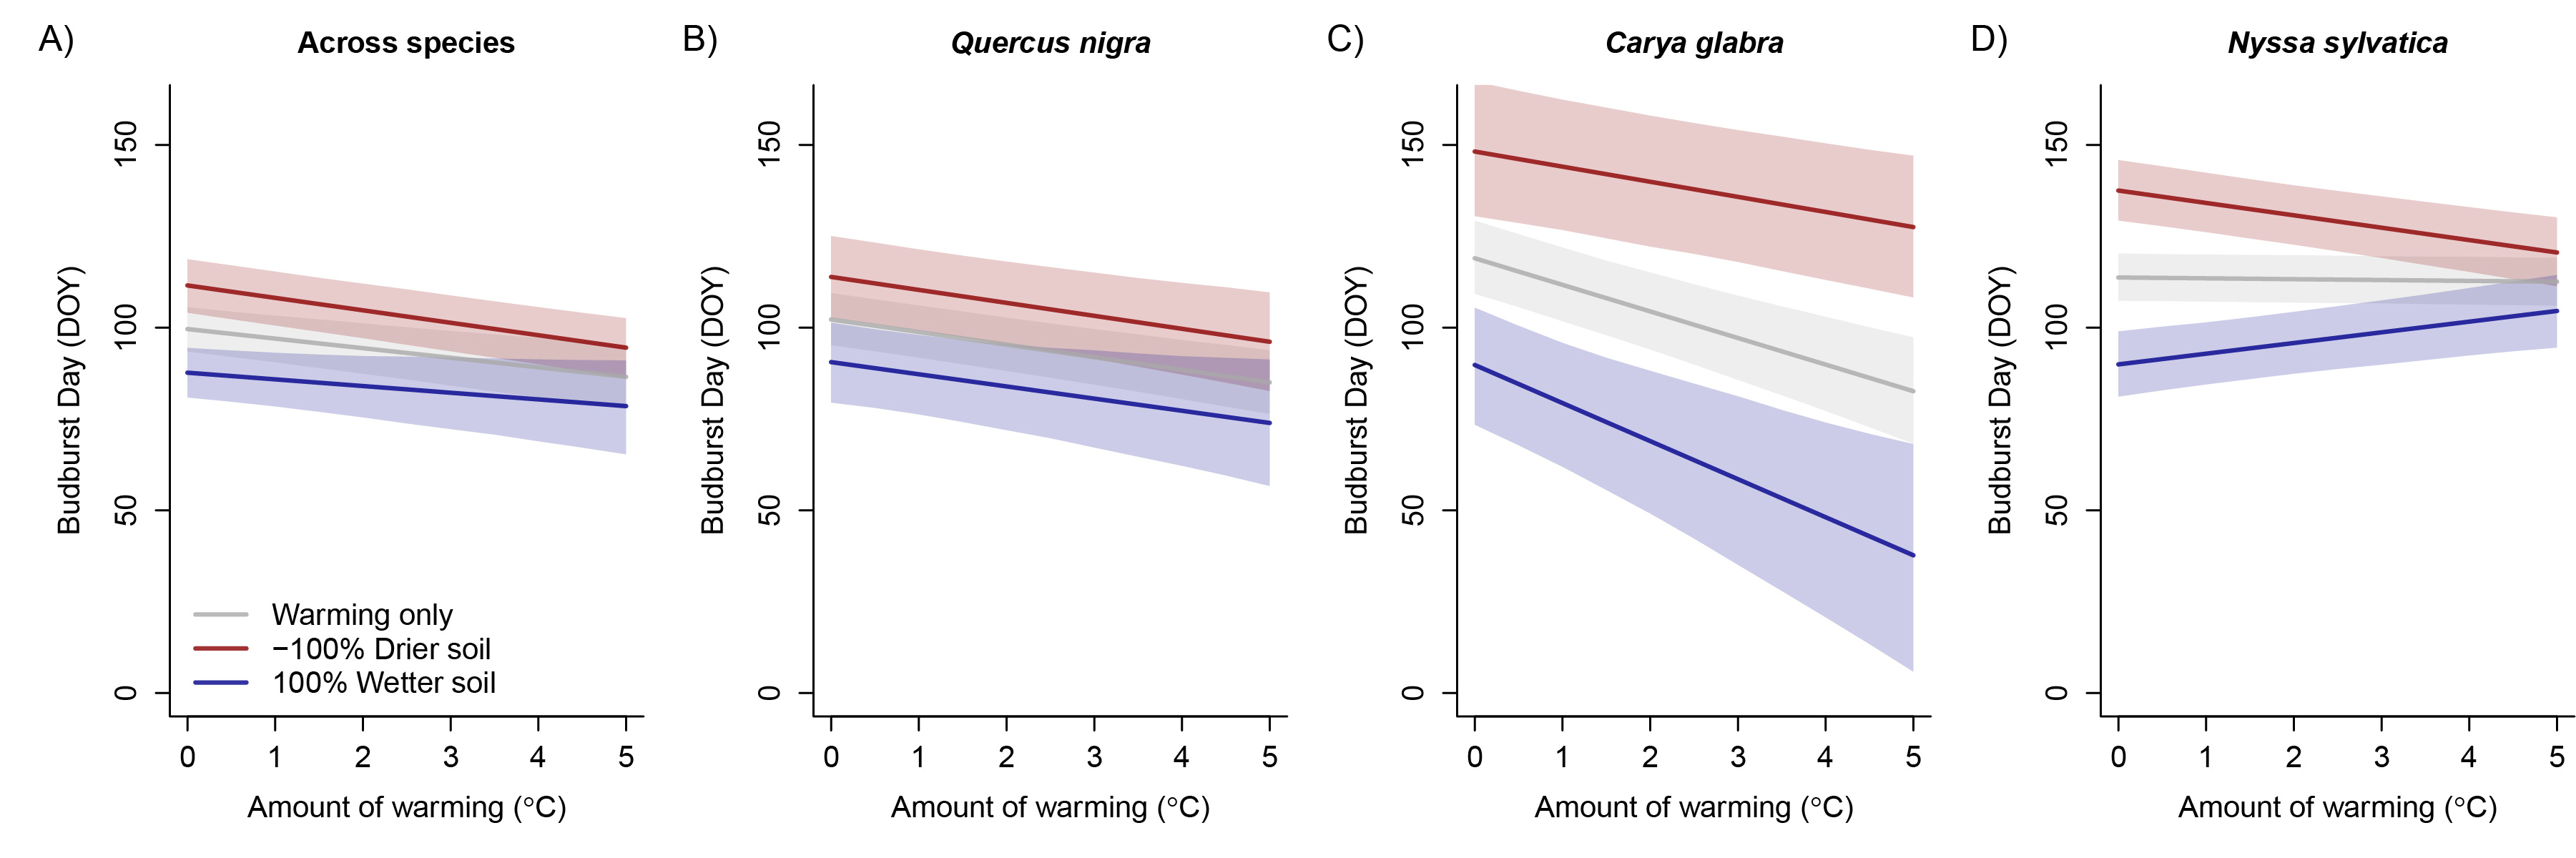 A)
Across species
Budburst Day (DOY)
150
100
50
0
Warming only
−100% Drier soil
100% Wetter soil
0 1 2 3 4 5
Amount of warming (°C)
B)
Quercus nigra
Budburst Day (DOY)
150
100
50
0
0 1 2 3 4 5
Amount of warming (°C)
C)
Carya glabra
Budburst Day (DOY)
150
100
50
0
0 1 2 3 4 5
Amount of warming (°C)
D)
Nyssa sylvatica
Budburst Day (DOY)
150
100
50
0
0 1 2 3 4 5
Amount of warming (°C)